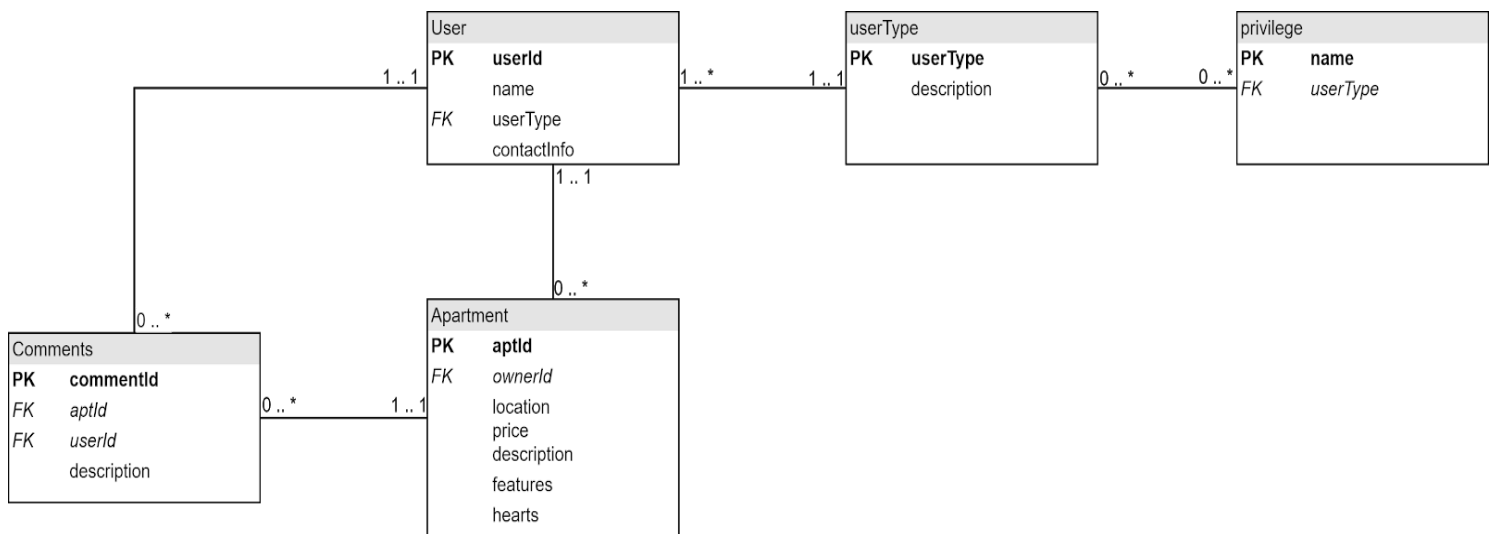 User
PK userId
name
FK userType
contactInfo
userType
PK userType
description
privilege
PK name
FK userType
1 .. 1
1 .. *
1 .. 1
0 .. *
0 .. *
1 .. 1
0 .. *
0 .. *
Comments
PK commentId
FK aptId
FK userId
description
0 .. *
1 .. 1
Apartment
PK aptId
FK ownerId
location
price
description
features
hearts